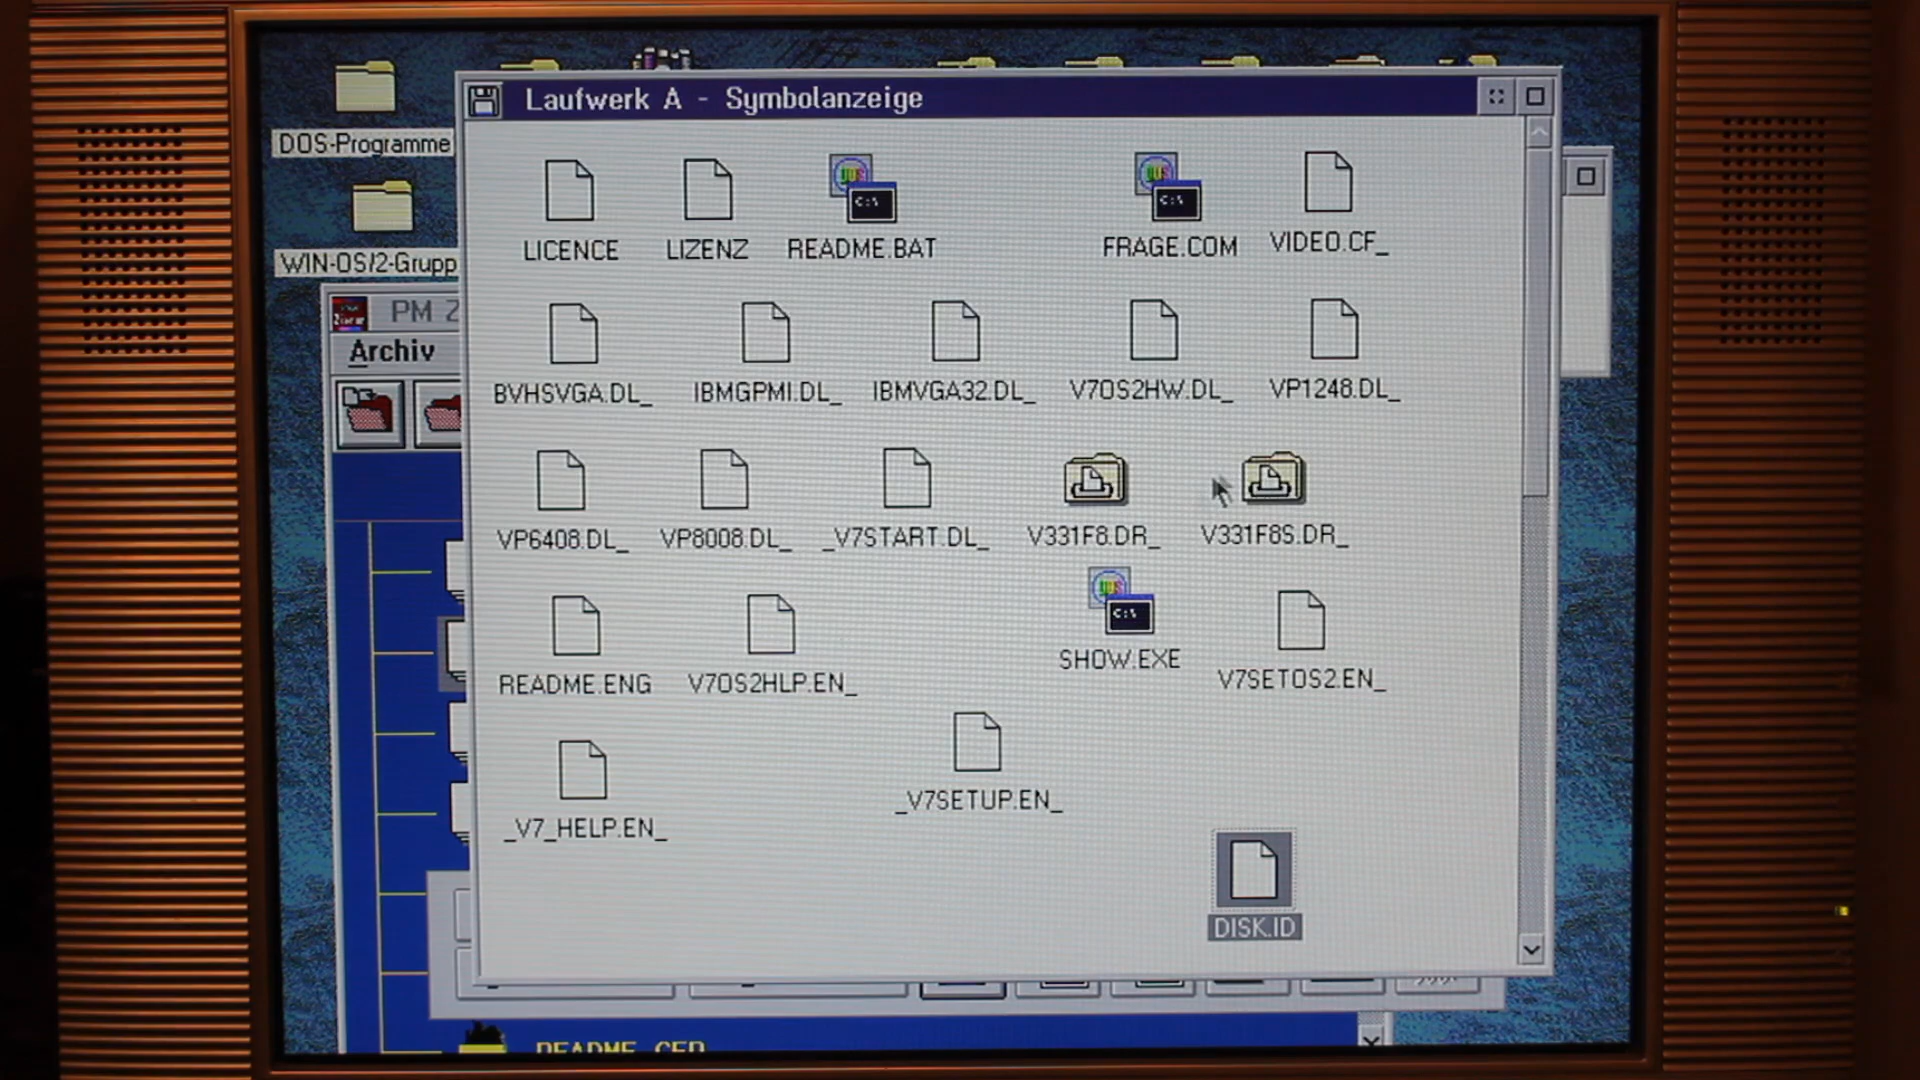 Laufwerk A - Symbolanzeige
DOS-Programme
WIN-OS/2-Grupp
PM Z
Archiv
LICENCE
LIZENZ
README.BAT
FRAGE.COM
VIDEO.CF_
BVHSVGA.DL_
IBMGPMI.DL_
IBMVGA32.DL_
V7OS2HW.DL_
VP1248.DL_
VP6408.DL_
VP8008.DL_
_V7START.DL_
V331F8.DR_
V331F8S.DR_
README.ENG
V7OS2HLP.EN_
SHOW.EXE
V7SETOS2.EN_
_V7_HELP.EN_
_V7SETUP.EN_
DISK.ID
README.GER